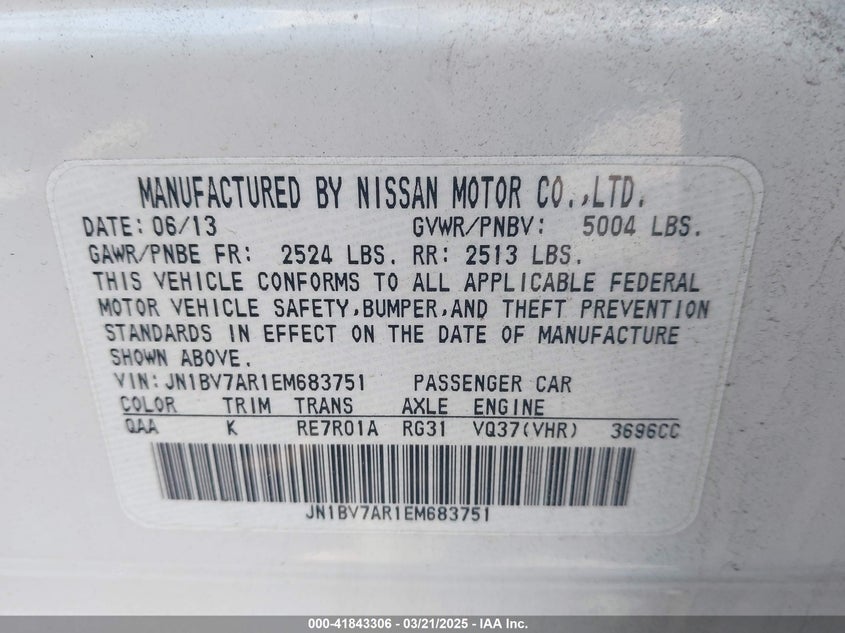 MANUFACTURED BY NISSAN MOTOR CO.,LTD.
DATE: 06/13 GVWR/PNBV: 5004 LBS.
GAWR/PNBE FR: 2524 LBS. RR: 2513 LBS.
THIS VEHICLE CONFORMS TO ALL APPLICABLE FEDERAL
MOTOR VEHICLE SAFETY,BUMPER,AND THEFT PREVENTION
STANDARDS IN EFFECT ON THE DATE OF MANUFACTURE
SHOWN ABOVE.
VIN: JN1BV7AR1EM683751 PASSENGER CAR
COLOR TRIM TRANS AXLE ENGINE
QAA K RE7R01A RG31 VQ37(VHR) 3696CC
JN1BV7AR1EM683751
000-41843306 / 03/21/2025 - IAA Inc.